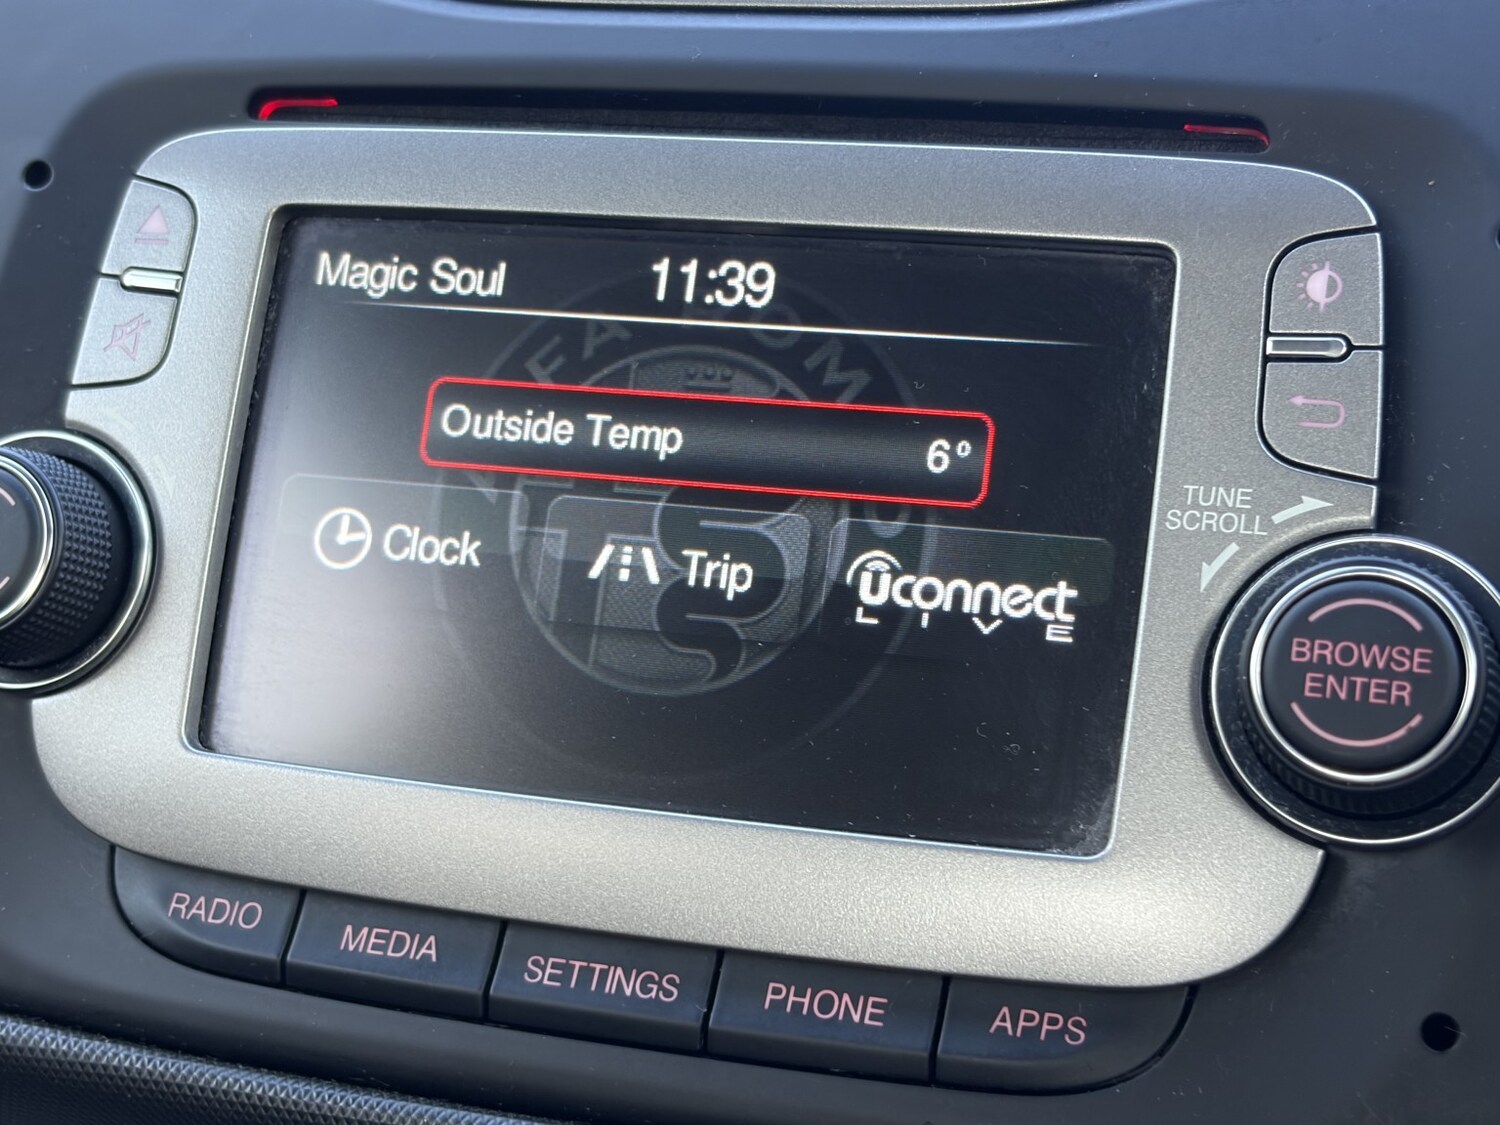 Magic Soul
11:39
Outside Temp 6°
Clock
Trip
uconnect
LIVE
TUNE
SCROLL
BROWSE
ENTER
RADIO
MEDIA
SETTINGS
PHONE
APPS